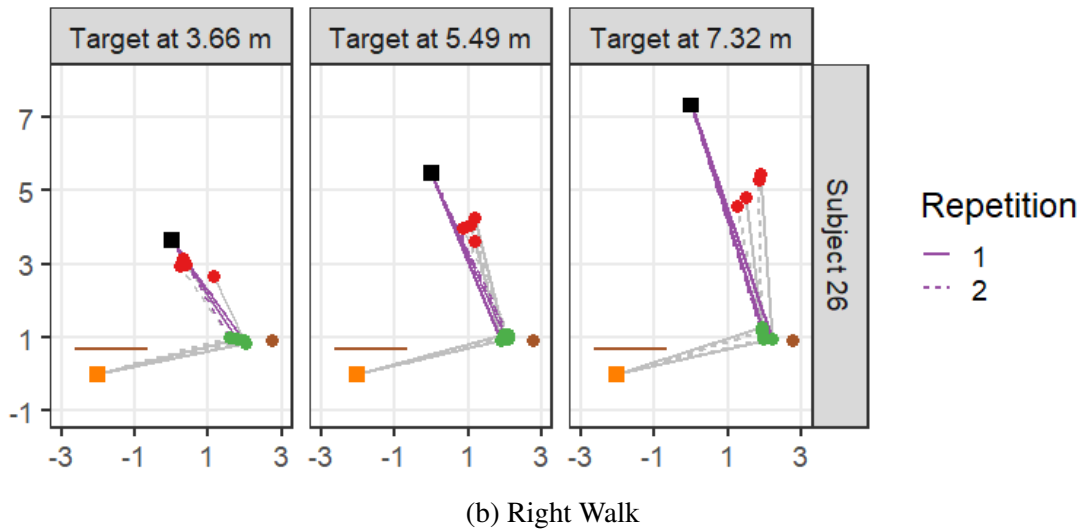 Target at 3.66 m Target at 5.49 m Target at 7.32 m
7
5
3
1
-1
Subject 26
Repetition
1
2
-3 -1 1 3 -3 -1 1 3 -3 -1 1 3
(b) Right Walk